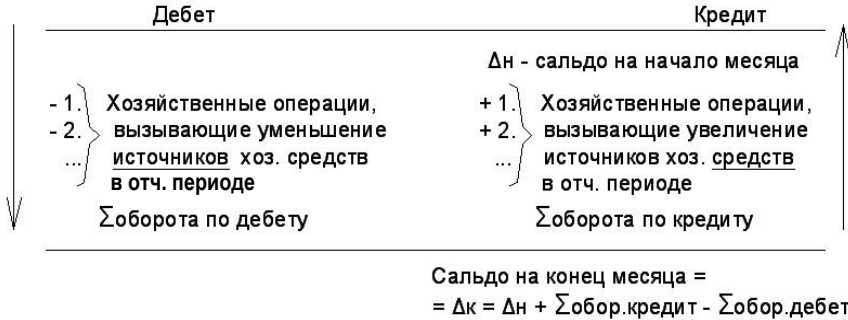 Дебет Кредит
Δн - сальдо на начало месяца
- 1. Хозяйственные операции,
- 2. вызывающие уменьшение
... источников хоз. средств
в отч. периоде
Σоборота по дебету
+ 1. Хозяйственные операции,
+ 2. вызывающие увеличение
... источников хоз. средств
в отч. периоде
Σоборота по кредиту
Сальдо на конец месяца =
= Δк = Δн + Σобор.кредит - Σобор.дебет